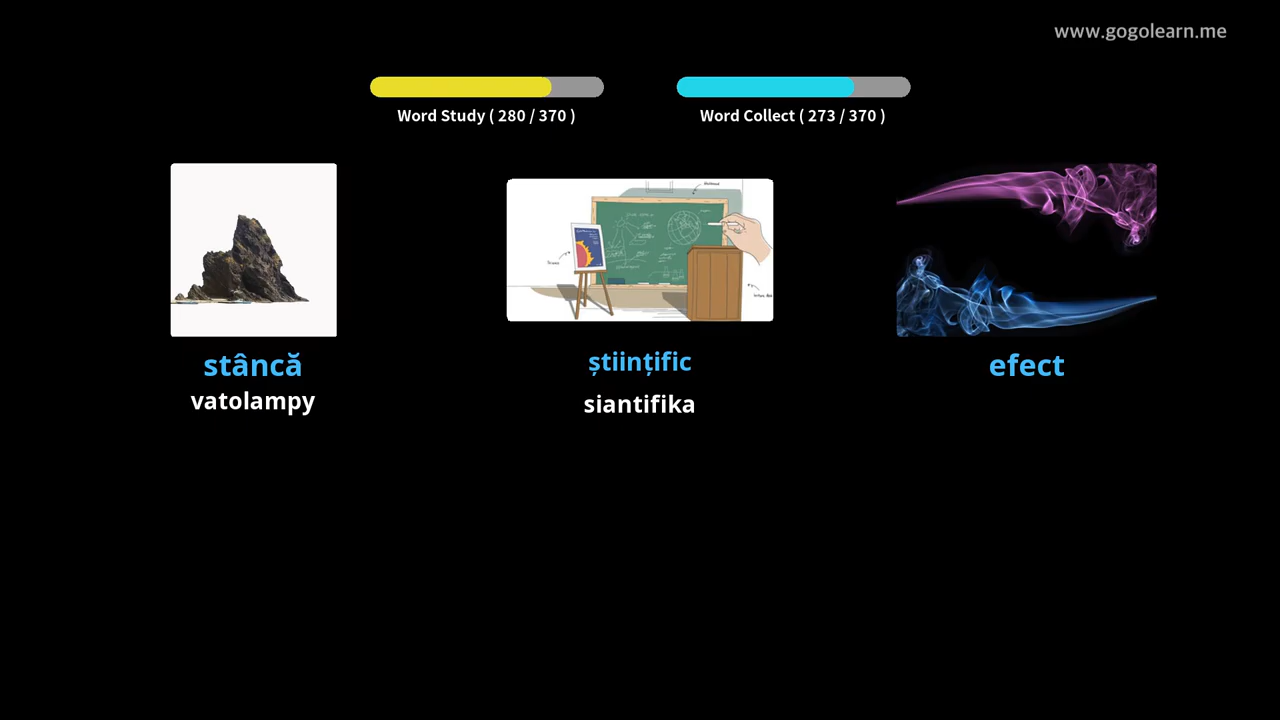 www.gogolearn.me
Word Study ( 280 / 370 )
Word Collect ( 273 / 370 )
stâncă
științific
efect
vatolampy
siantifika